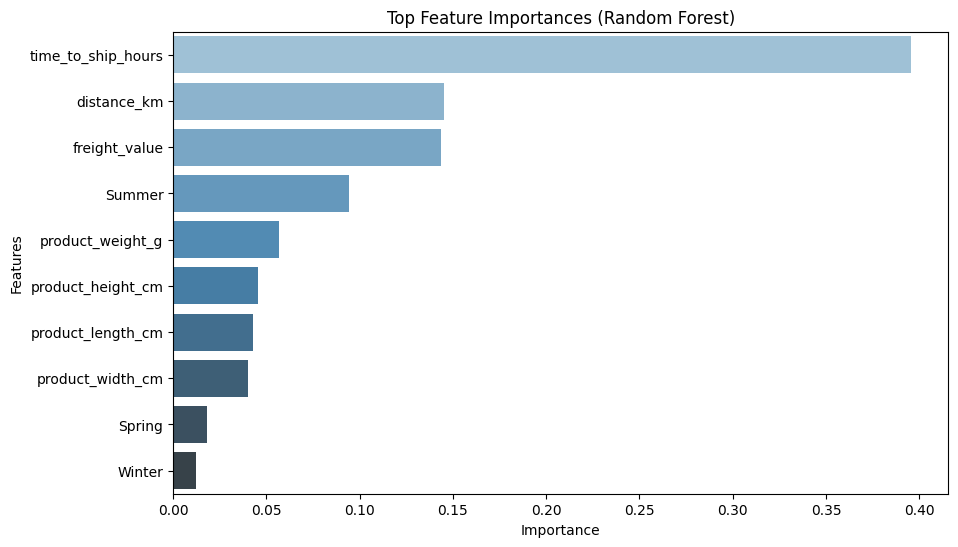 Top Feature Importances (Random Forest)
time_to_ship_hours
distance_km
freight_value
Summer
product_weight_g
product_height_cm
product_length_cm
product_width_cm
Spring
Winter
Features
0.00 0.05 0.10 0.15 0.20 0.25 0.30 0.35 0.40
Importance